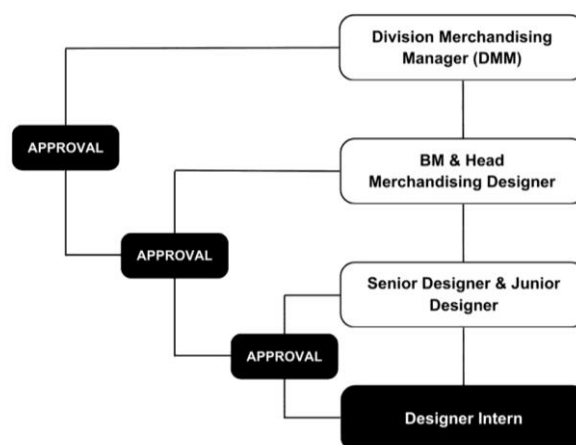 Division Merchandising
Manager (DMM)
APPROVAL
BM & Head
Merchandising Designer
APPROVAL
Senior Designer & Junior
Designer
APPROVAL
Designer Intern